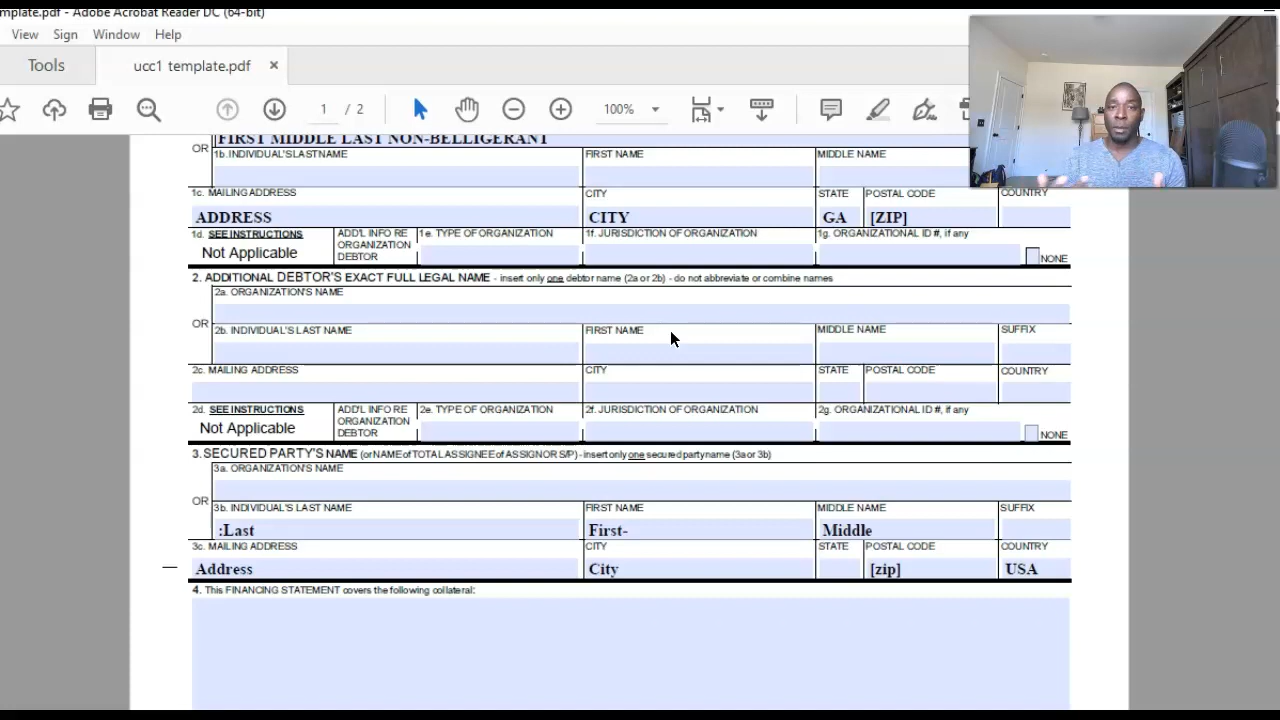 mplate.pdf - Adobe Acrobat Reader DC (64-bit)
View Sign Window Help
Tools ucc1 template.pdf ×
1 / 2 100%
FIRST MIDDLE LAST NON-BELLIGERANT
OR
1b. INDIVIDUAL'S LAST NAME FIRST NAME MIDDLE NAME
1c. MAILING ADDRESS CITY STATE POSTAL CODE COUNTRY
ADDRESS CITY GA [ZIP]
1d. SEE INSTRUCTIONS ADD'L INFO RE 1e. TYPE OF ORGANIZATION 1f. JURISDICTION OF ORGANIZATION 1g. ORGANIZATIONAL ID #, if any
Not Applicable ORGANIZATION
DEBTOR NONE
2. ADDITIONAL DEBTOR'S EXACT FULL LEGAL NAME - insert only one debtor name (2a or 2b) - do not abbreviate or combine names
2a. ORGANIZATION'S NAME
OR
2b. INDIVIDUAL'S LAST NAME FIRST NAME MIDDLE NAME SUFFIX
2c. MAILING ADDRESS CITY STATE POSTAL CODE COUNTRY
2d. SEE INSTRUCTIONS ADD'L INFO RE 2e. TYPE OF ORGANIZATION 2f. JURISDICTION OF ORGANIZATION 2g. ORGANIZATIONAL ID #, if any
Not Applicable ORGANIZATION
DEBTOR NONE
3. SECURED PARTY'S NAME (or NAME of TOTAL ASSIGNEE of ASSIGNOR S/P) - insert only one secured party name (3a or 3b)
3a. ORGANIZATION'S NAME
OR
3b. INDIVIDUAL'S LAST NAME FIRST NAME MIDDLE NAME SUFFIX
:Last First- Middle
3c. MAILING ADDRESS CITY STATE POSTAL CODE COUNTRY
Address City [zip] USA
4. This FINANCING STATEMENT covers the following collateral: